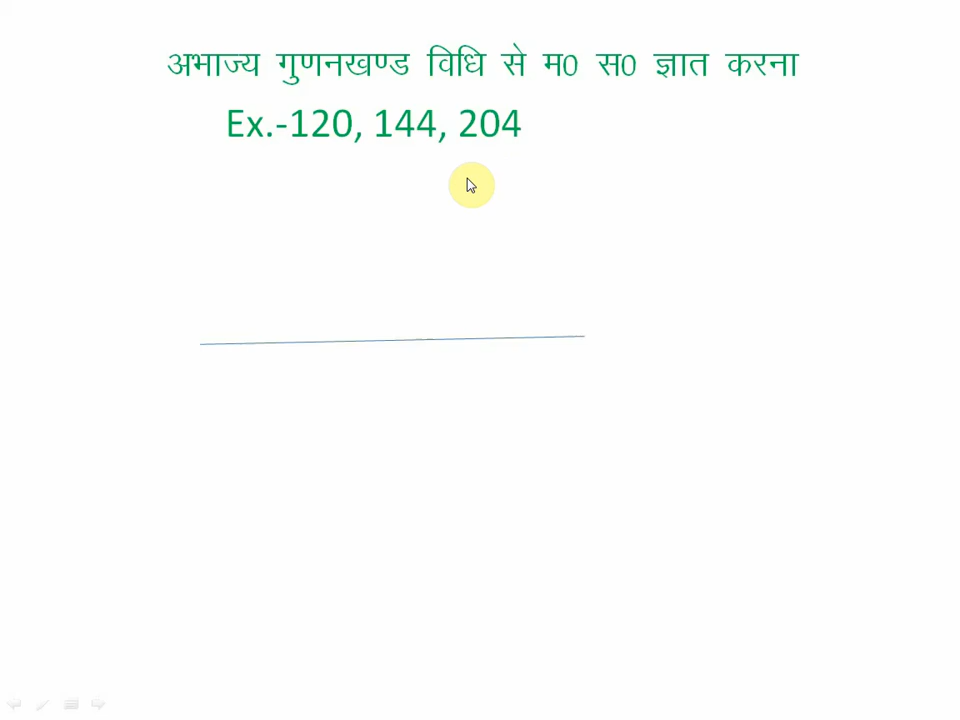 अभाज्य गुणनखण्ड विधि से म0 स0 ज्ञात करना
Ex.-120, 144, 204